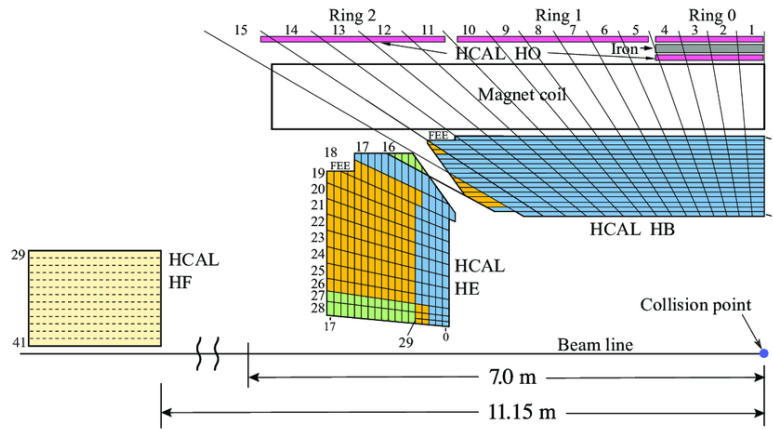 Ring 2 Ring 1 Ring 0
15 14 13 12 11 10 9 8 7 6 5 4 3 2 1
HCAL HO Iron
Magnet coil
FEE
18 17 16
FEE
19
20
21
22
23
24
25
26
27
28
17 29 0
HCAL HB
HCAL
HE
29
HCAL
HF
41
Collision point
Beam line
7.0 m
11.15 m